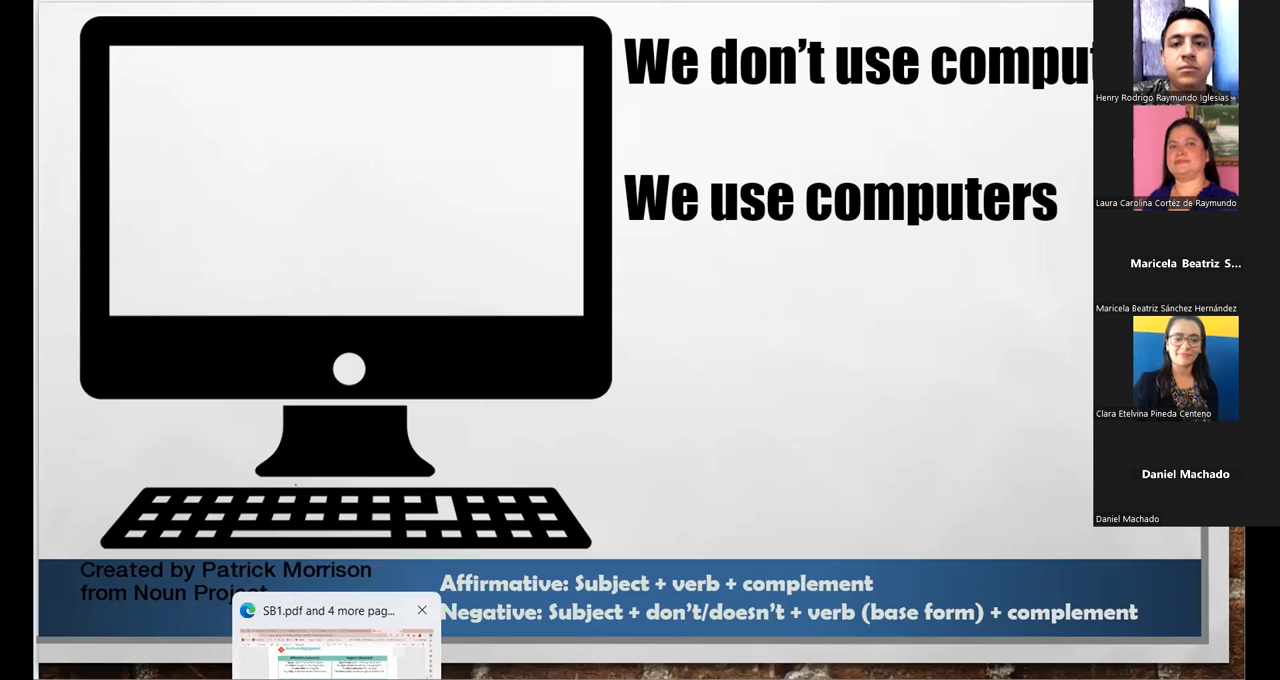 We don’t use comput
We use computers
Created by Patrick Morrison
from Noun Project
Affirmative: Subject + verb + complement
Negative: Subject + don’t/doesn’t + verb (base form) + complement
SB1.pdf and 4 more pag...
Henry Rodrigo Raymundo Iglesias
Laura Carolina Cortéz de Raymundo
Maricela Beatriz S...
Maricela Beatriz Sánchez Hernández
Clara Etelvina Pineda Centeno
Daniel Machado
Daniel Machado